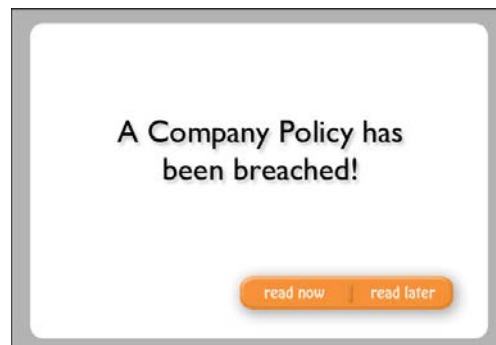 A Company Policy has
been breached!
read now | read later